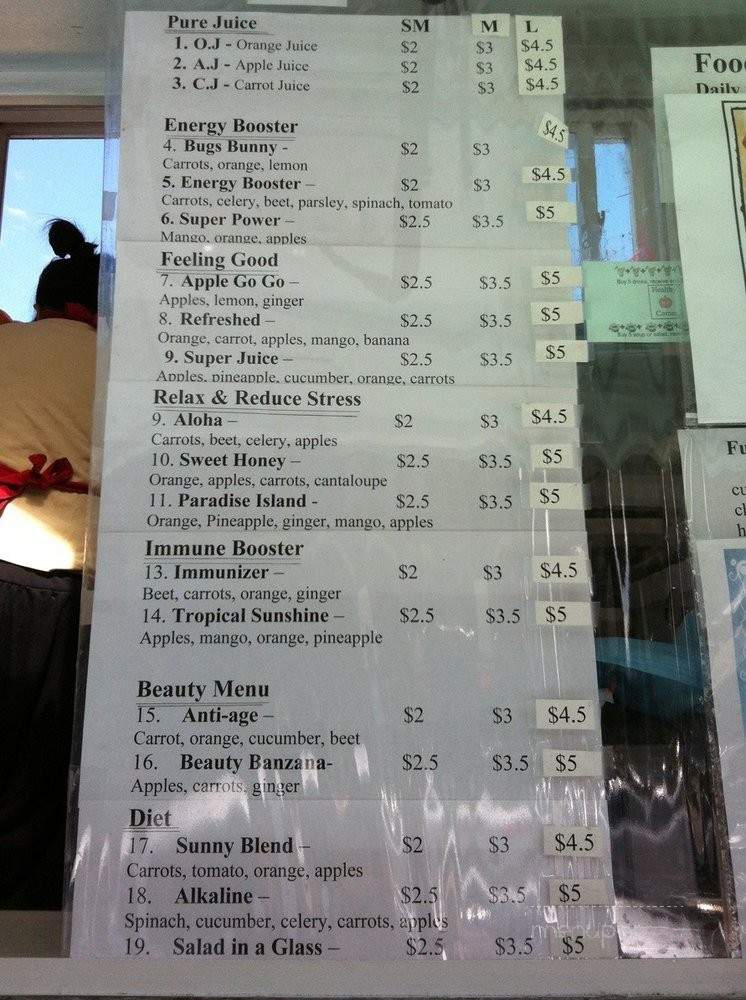 Pure Juice SM M L
1. O.J - Orange Juice $2 $3 $4.5
2. A.J - Apple Juice $2 $3 $4.5
3. C.J - Carrot Juice $2 $3 $4.5
Energy Booster
4. Bugs Bunny - $2 $3 $4.5
Carrots, orange, lemon
5. Energy Booster – $2 $3 $4.5
Carrots, celery, beet, parsley, spinach, tomato
6. Super Power – $2.5 $3.5 $5
Mango, orange, apples
Feeling Good
7. Apple Go Go – $2.5 $3.5 $5
Apples, lemon, ginger
8. Refreshed – $2.5 $3.5 $5
Orange, carrot, apples, mango, banana
9. Super Juice – $2.5 $3.5 $5
Apples, pineapple, cucumber, orange, carrots
Relax & Reduce Stress
9. Aloha – $2 $3 $4.5
Carrots, beet, celery, apples
10. Sweet Honey – $2.5 $3.5 $5
Orange, apples, carrots, cantaloupe
11. Paradise Island - $2.5 $3.5 $5
Orange, Pineapple, ginger, mango, apples
Immune Booster
13. Immunizer – $2 $3 $4.5
Beet, carrots, orange, ginger
14. Tropical Sunshine – $2.5 $3.5 $5
Apples, mango, orange, pineapple
Beauty Menu
15. Anti-age – $2 $3 $4.5
Carrot, orange, cucumber, beet
16. Beauty Banzana- $2.5 $3.5 $5
Apples, carrots, ginger
Diet
17. Sunny Blend – $2 $3 $4.5
Carrots, tomato, orange, apples
18. Alkaline – $2.5 $3.5 $5
Spinach, cucumber, celery, carrots, apples
19. Salad in a Glass – $2.5 $3.5 $5
Foo
Daily
Health
Fu
cu
h